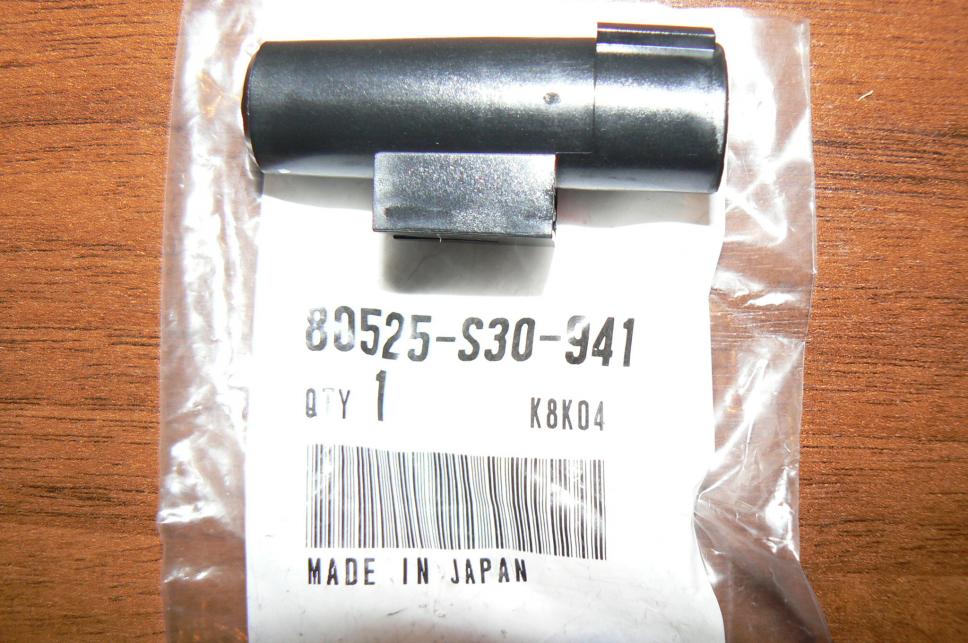 80525-S30-941
QTY 1 K8K04
MADE IN JAPAN